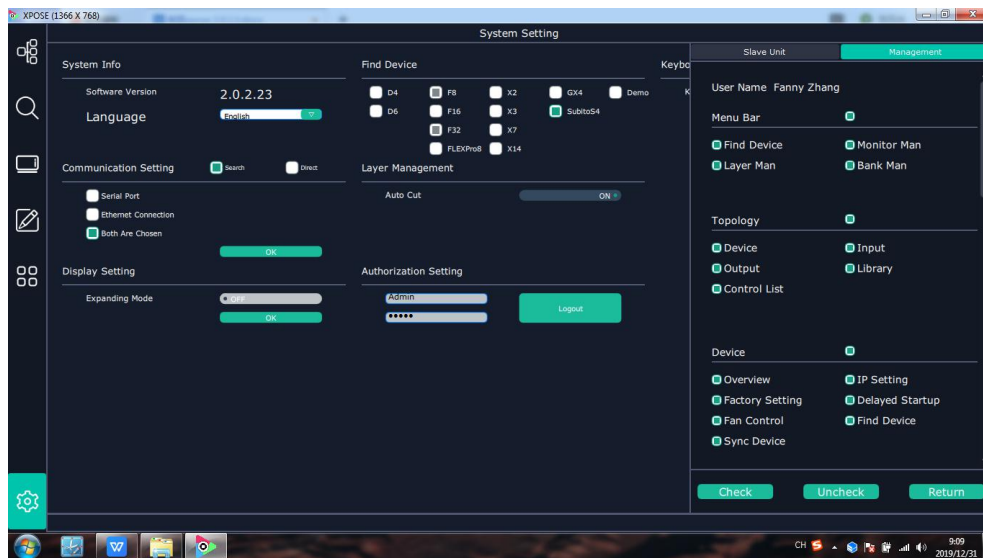 XPOSE (1366 X 768)
System Setting
System Info
Software Version 2.0.2.23
Language English
Find Device
D4 F8 X2 GX4 Demo
D6 F16 X3 SubitoS4
F32 X7
FLEXPro8 X14
Keybo
K
Communication Setting Search Direct
Serial Port
Ethernet Connection
Both Are Chosen
OK
Layer Management
Auto Cut ON
Display Setting
Expanding Mode OFF
OK
Authorization Setting
Admin
•••••
Logout
Slave Unit Management
User Name Fanny Zhang
Menu Bar
Find Device Monitor Man
Layer Man Bank Man
Topology
Device Input
Output Library
Control List
Device
Overview IP Setting
Factory Setting Delayed Startup
Fan Control Find Device
Sync Device
Check Uncheck Return
CH
9:09
2019/12/31